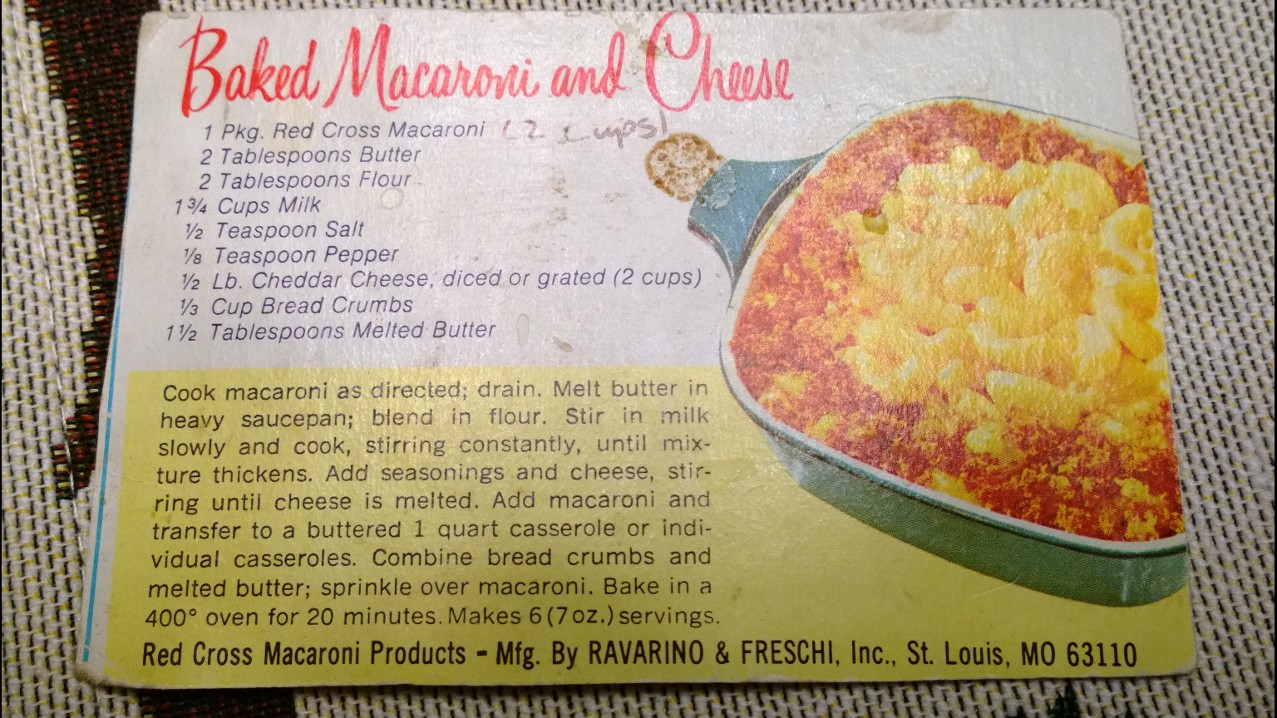 Baked Macaroni and Cheese
1 Pkg. Red Cross Macaroni (2 cups)
2 Tablespoons Butter
2 Tablespoons Flour
1 3/4 Cups Milk
1/2 Teaspoon Salt
1/8 Teaspoon Pepper
1/2 Lb. Cheddar Cheese, diced or grated (2 cups)
1/3 Cup Bread Crumbs
1 1/2 Tablespoons Melted Butter
Cook macaroni as directed; drain. Melt butter in
heavy saucepan; blend in flour. Stir in milk
slowly and cook, stirring constantly, until mix-
ture thickens. Add seasonings and cheese, stir-
ring until cheese is melted. Add macaroni and
transfer to a buttered 1 quart casserole or indi-
vidual casseroles. Combine bread crumbs and
melted butter; sprinkle over macaroni. Bake in a
400° oven for 20 minutes. Makes 6 (7 oz.) servings.
Red Cross Macaroni Products - Mfg. By RAVARINO & FRESCHI, Inc., St. Louis, MO 63110